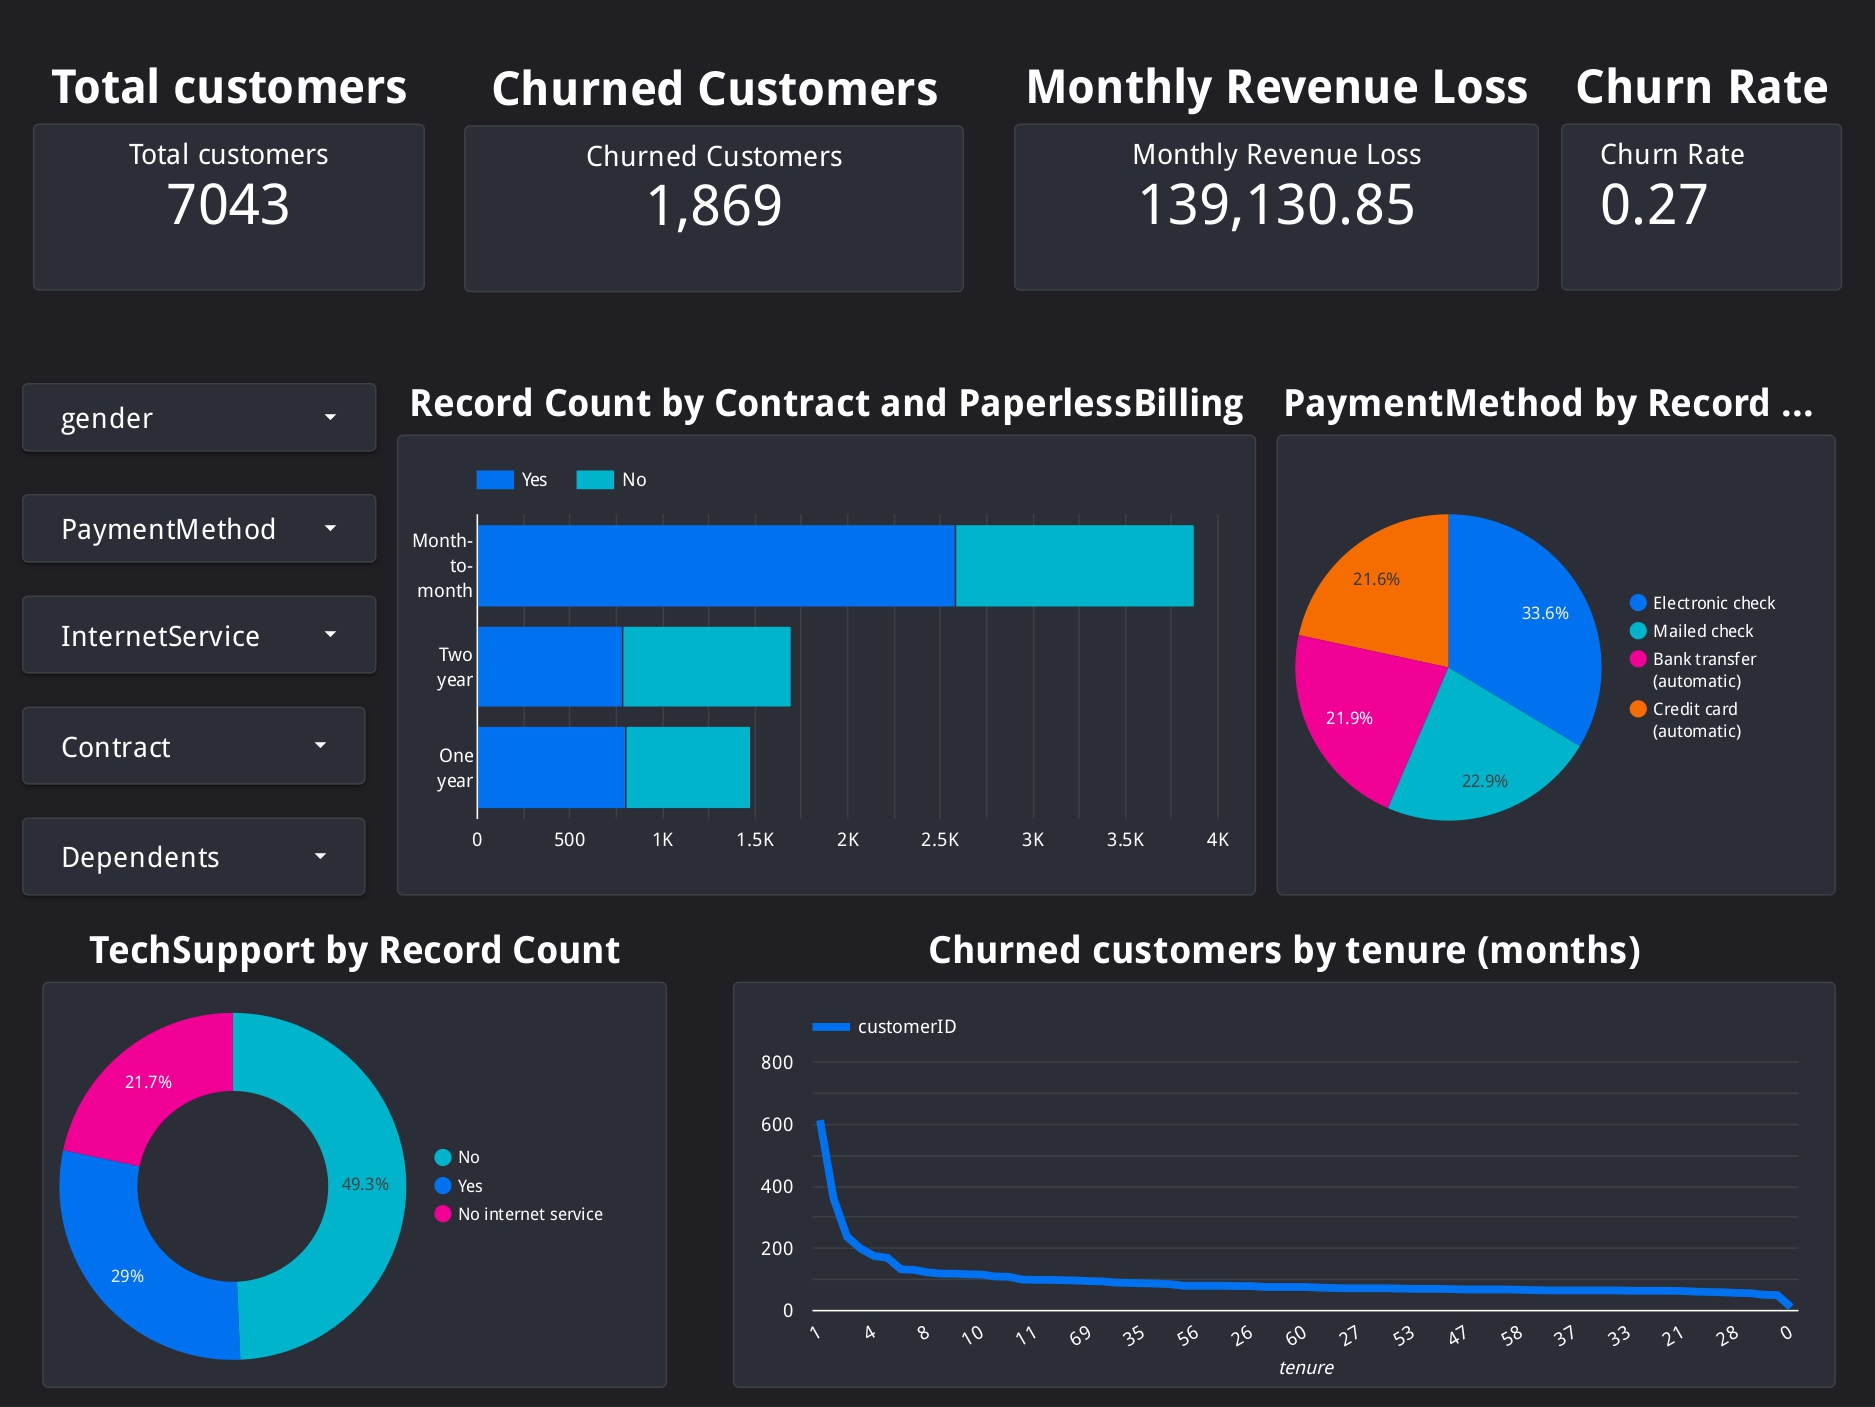 Total customers
Churned Customers
Monthly Revenue Loss
Churn Rate
Total customers
7043
Churned Customers
1,869
Monthly Revenue Loss
139,130.85
Churn Rate
0.27
gender
PaymentMethod
InternetService
Contract
Dependents
Record Count by Contract and PaperlessBilling
Yes
No
Month-
to-
month
Two
year
One
year
0 500 1K 1.5K 2K 2.5K 3K 3.5K 4K
PaymentMethod by Record ...
21.6%
33.6%
21.9%
22.9%
Electronic check
Mailed check
Bank transfer
(automatic)
Credit card
(automatic)
TechSupport by Record Count
21.7%
49.3%
29%
No
Yes
No internet service
Churned customers by tenure (months)
customerID
800
600
400
200
0
1 4 8 10 11 69 35 56 26 60 27 53 47 58 37 33 21 28 0
tenure